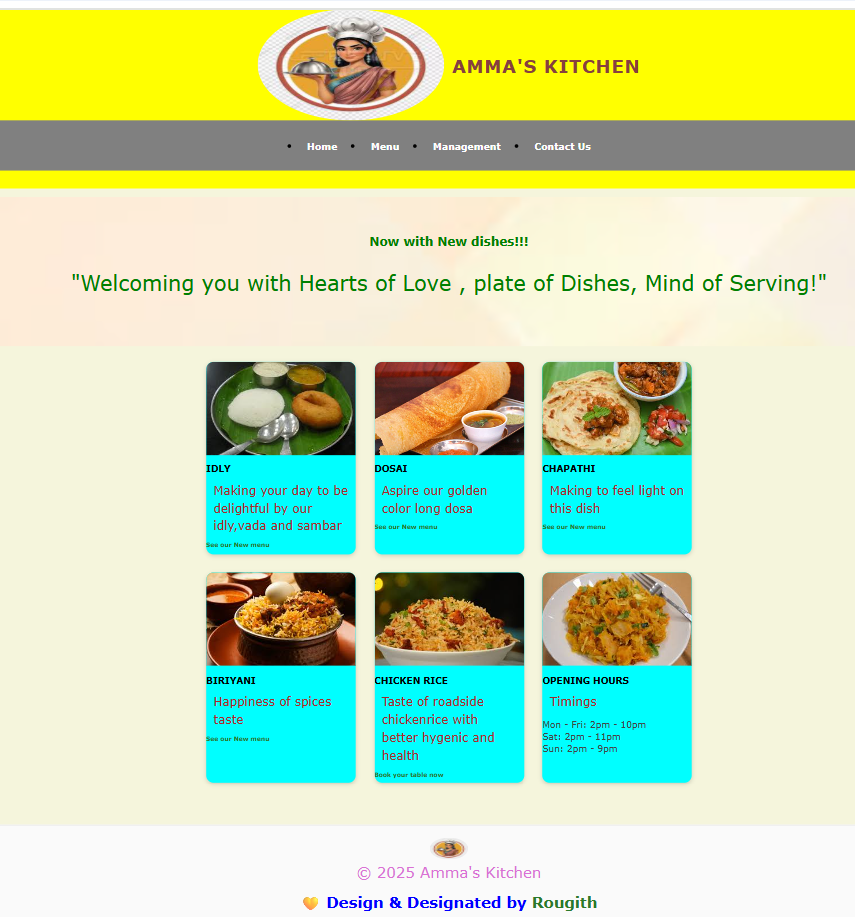 AMMA'S KITCHEN
Home
Menu
Management
Contact Us
Now with New dishes!!!
"Welcoming you with Hearts of Love , plate of Dishes, Mind of Serving!"
IDLY
Making your day to be
delightful by our
idly,vada and sambar
See our New menu
DOSAI
Aspire our golden
color long dosa
See our New menu
CHAPATHI
Making to feel light on
this dish
See our New menu
BIRIYANI
Happiness of spices
taste
See our New menu
CHICKEN RICE
Taste of roadside
chickenrice with
better hygenic and
health
Book your table now
OPENING HOURS
Timings
Mon - Fri: 2pm - 10pm
Sat: 2pm - 11pm
Sun: 2pm - 9pm
© 2025 Amma's Kitchen
Design & Designated by Rougith